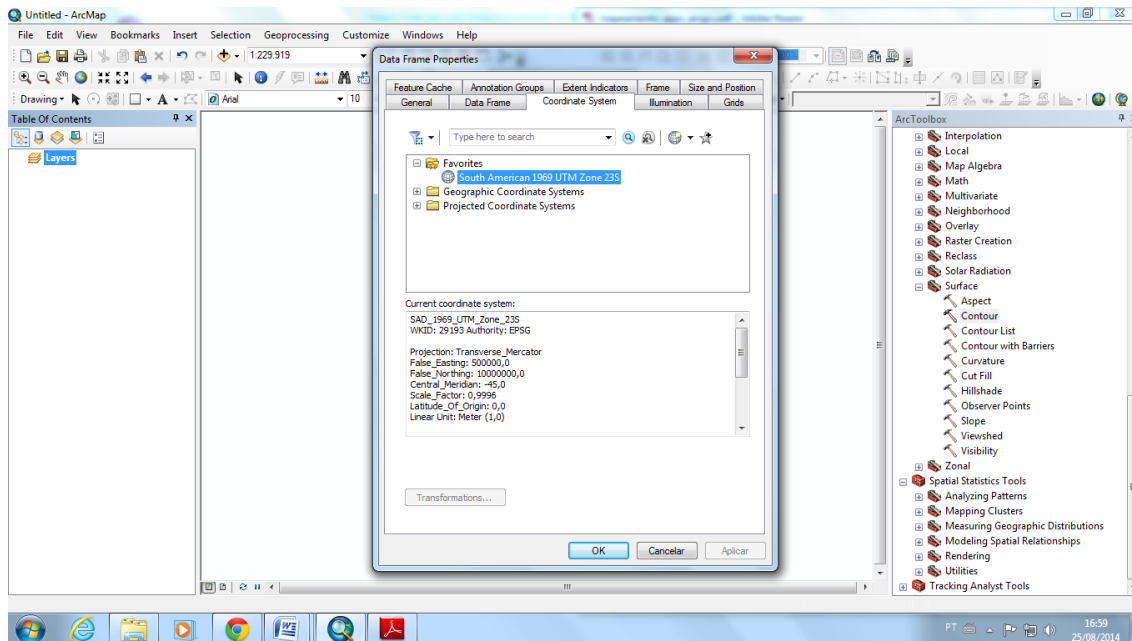 Untitled - ArcMap
File Edit View Bookmarks Insert Selection Geoprocessing Customize Windows Help
1:229.919
Drawing A Arial 10
Table Of Contents
Layers
Data Frame Properties
Feature Cache Annotation Groups Extent Indicators Frame Size and Position
General Data Frame Coordinate System Illumination Grids
Type here to search
Favorites
South American 1969 UTM Zone 23S
Geographic Coordinate Systems
Projected Coordinate Systems
Current coordinate system:
SAD_1969_UTM_Zone_23S
WKID: 29193 Authority: EPSG
Projection: Transverse_Mercator
False_Easting: 500000,0
False_Northing: 10000000,0
Central_Meridian: -45,0
Scale_Factor: 0,9996
Latitude_Of_Origin: 0,0
Linear Unit: Meter (1,0)
Transformations...
OK Cancelar Aplicar
ArcToolbox
Interpolation
Local
Map Algebra
Math
Multivariate
Neighborhood
Overlay
Raster Creation
Reclass
Solar Radiation
Surface
Aspect
Contour
Contour List
Contour with Barriers
Curvature
Cut Fill
Hillshade
Observer Points
Slope
Viewshed
Visibility
Zonal
Spatial Statistics Tools
Analyzing Patterns
Mapping Clusters
Measuring Geographic Distributions
Modeling Spatial Relationships
Rendering
Utilities
Tracking Analyst Tools
PT
16:59
25/08/2014